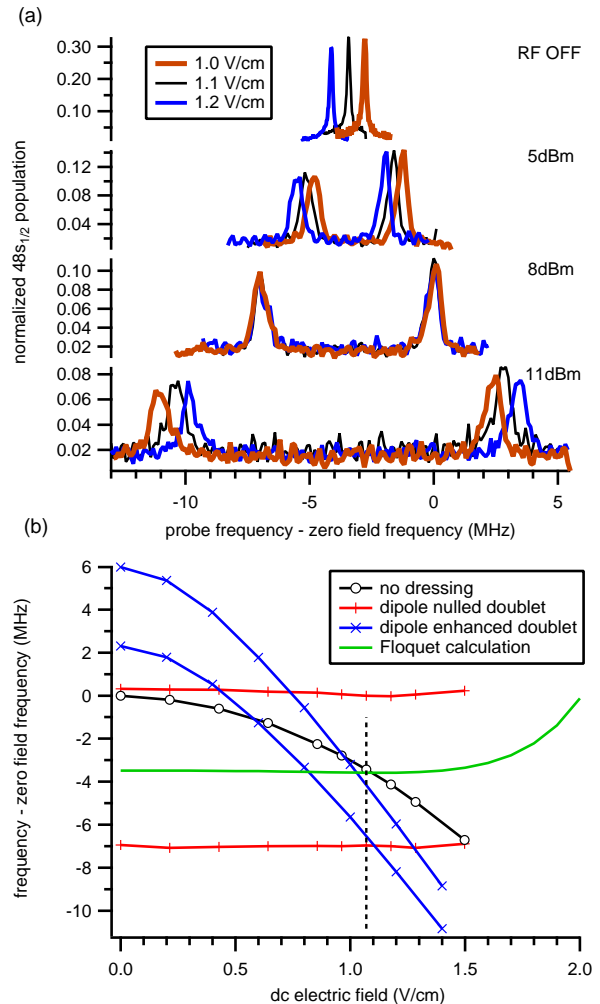 (a)
normalized 48s1/2 population
0.30
0.20
0.10
1.0 V/cm
1.1 V/cm
1.2 V/cm
RF OFF
0.12
0.08
0.04
5dBm
0.10
0.08
0.06
0.04
0.02
8dBm
0.08
0.06
0.04
0.02
11dBm
-10 -5 0 5
probe frequency - zero field frequency (MHz)
(b)
frequency - zero field frequency (MHz)
6
4
2
0
-2
-4
-6
-8
-10
no dressing
dipole nulled doublet
dipole enhanced doublet
Floquet calculation
0.0 0.5 1.0 1.5 2.0
dc electric field (V/cm)